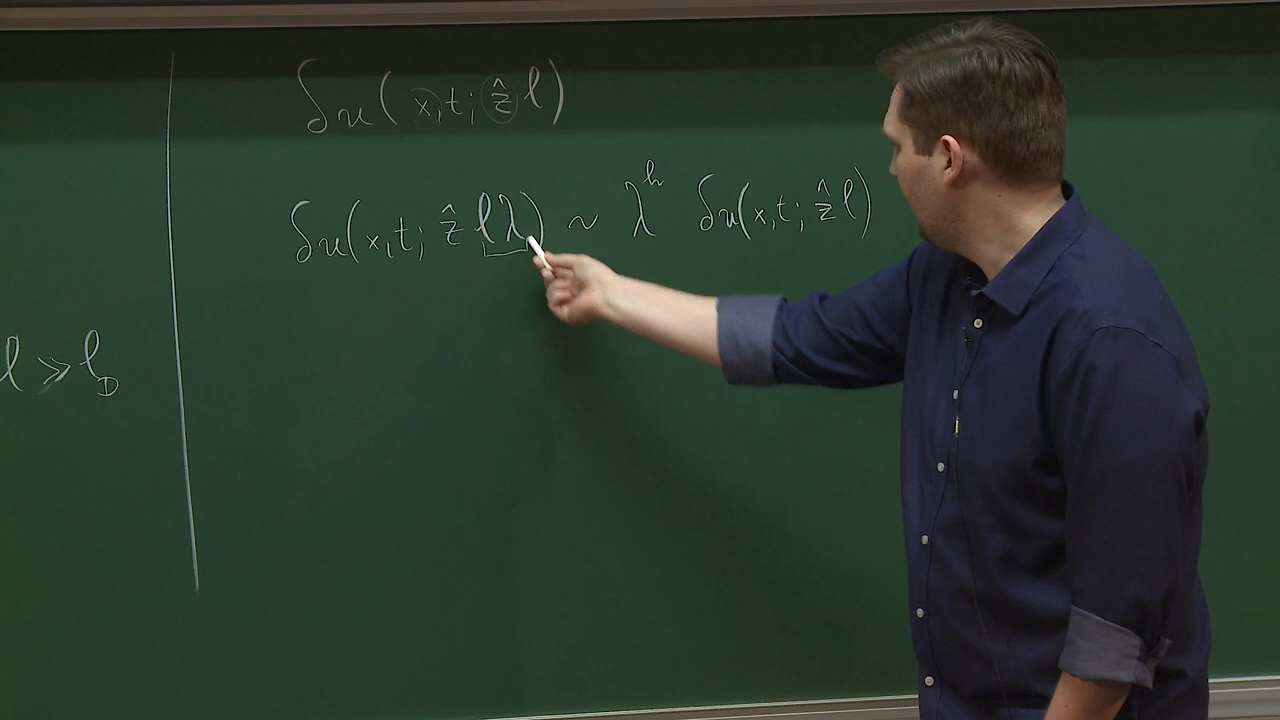 δu(x,t; ẑ ℓ)
δu(x,t; ẑ ℓλ) ~ λ^h δu(x,t; ẑ ℓ)
ℓ ≫ ℓ_D